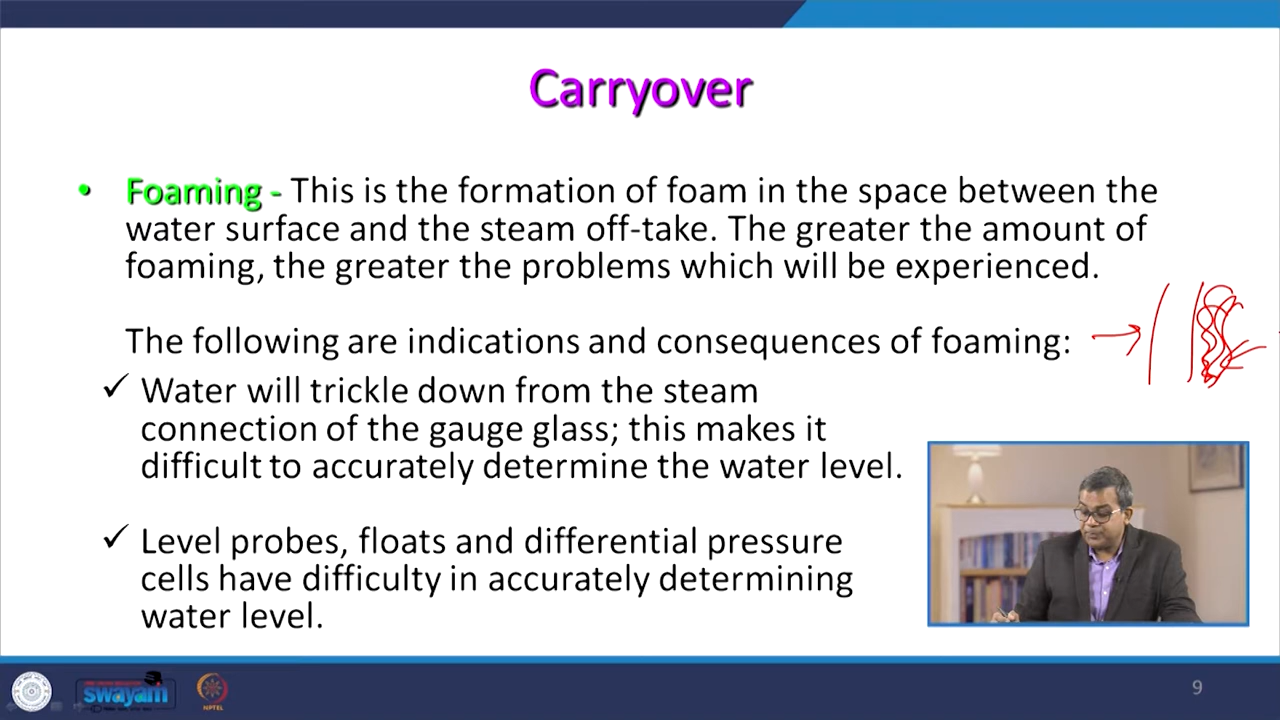 Carryover
• Foaming - This is the formation of foam in the space between the
water surface and the steam off-take. The greater the amount of
foaming, the greater the problems which will be experienced.
The following are indications and consequences of foaming:
✓ Water will trickle down from the steam
connection of the gauge glass; this makes it
difficult to accurately determine the water level.
✓ Level probes, floats and differential pressure
cells have difficulty in accurately determining
water level.
swayam
NPTEL
9